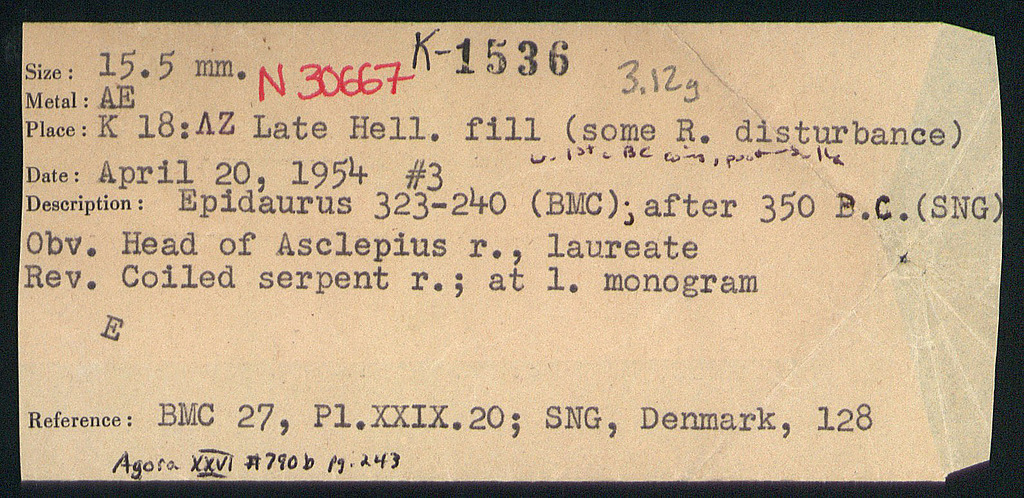 K-1536
Size: 15.5 mm. N 30667 3.12g
Metal: AE
Place: K 18:ΛZ Late Hell. fill (some R. disturbance)
BC
Date: April 20, 1954 #3
Description: Epidaurus 323-240 (BMC); after 350 B.C.(SNG)
Obv. Head of Asclepius r., laureate
Rev. Coiled serpent r.; at l. monogram
E
Reference: BMC 27, Pl.XXIX.20; SNG, Denmark, 128
Agora XXVI #790b pg. 243